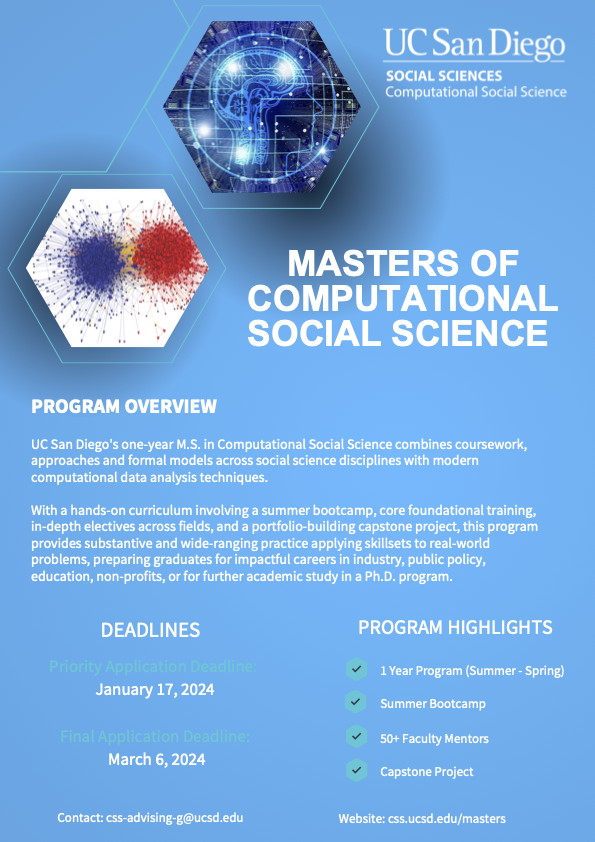 UC San Diego
SOCIAL SCIENCES
Computational Social Science
MASTERS OF
COMPUTATIONAL
SOCIAL SCIENCE
PROGRAM OVERVIEW
UC San Diego's one-year M.S. in Computational Social Science combines coursework,
approaches and formal models across social science disciplines with modern
computational data analysis techniques.
With a hands-on curriculum involving a summer bootcamp, core foundational training,
in-depth electives across fields, and a portfolio-building capstone project, this program
provides substantive and wide-ranging practice applying skillsets to real-world
problems, preparing graduates for impactful careers in industry, public policy,
education, non-profits, or for further academic study in a Ph.D. program.
DEADLINES
Priority Application Deadline:
January 17, 2024
Final Application Deadline:
March 6, 2024
PROGRAM HIGHLIGHTS
1 Year Program (Summer - Spring)
Summer Bootcamp
50+ Faculty Mentors
Capstone Project
Contact: css-advising-g@ucsd.edu
Website: css.ucsd.edu/masters